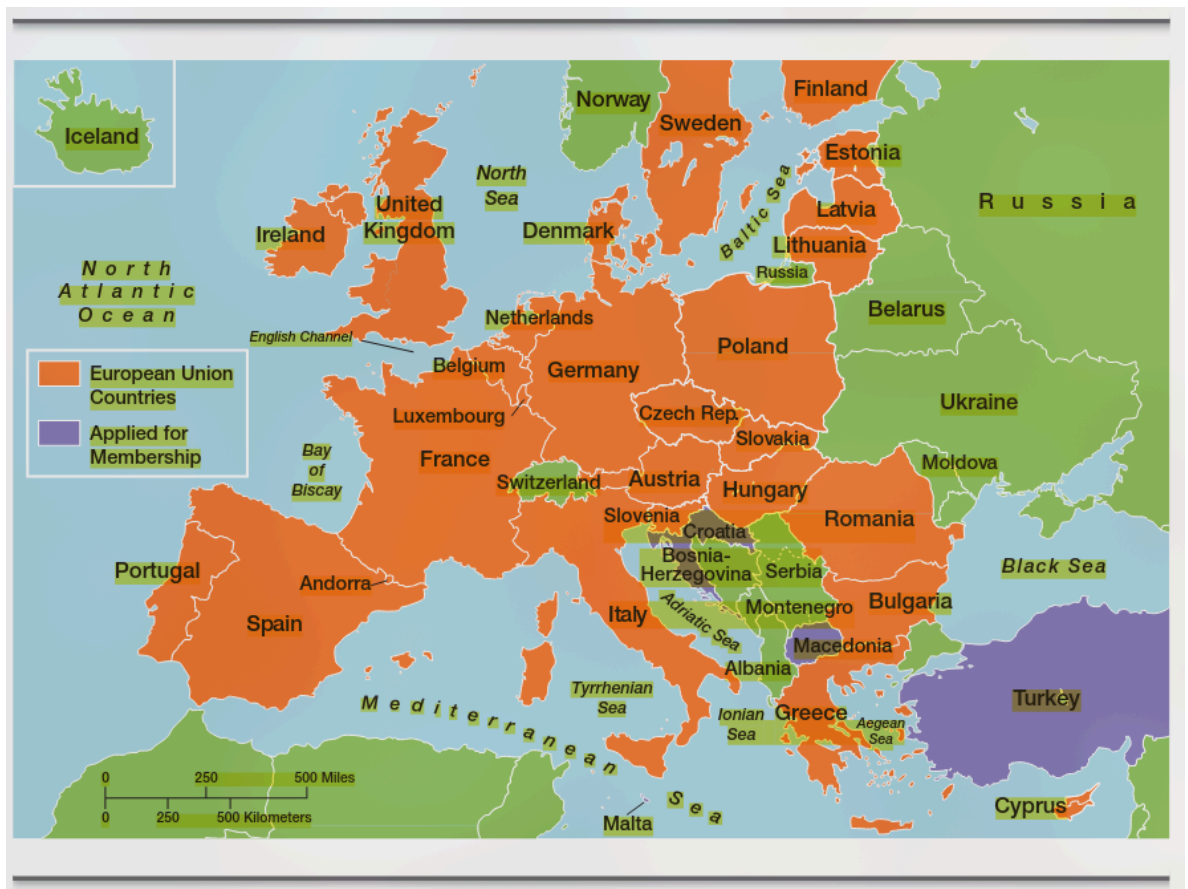 Iceland
Norway
Sweden
Finland
Estonia
Latvia
Lithuania
Russia
Russia
Belarus
Baltic Sea
North
Sea
United
Kingdom
Ireland
Denmark
North
Atlantic
Ocean
English Channel
Netherlands
Belgium
Luxembourg
Germany
Poland
Ukraine
European Union
Countries
Applied for
Membership
Czech Rep.
Slovakia
Moldova
Bay
of
Biscay
France
Switzerland
Austria
Hungary
Romania
Slovenia
Croatia
Bosnia-
Herzegovina
Serbia
Black Sea
Portugal
Andorra
Spain
Italy
Adriatic Sea
Montenegro
Bulgaria
Macedonia
Albania
Turkey
Mediterranean
Sea
Tyrrhenian
Sea
Ionian
Sea
Greece
Aegean
Sea
Cyprus
Malta
0 250 500 Miles
0 250 500 Kilometers